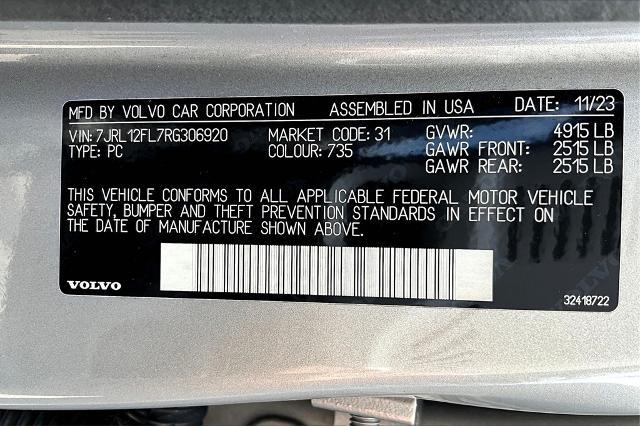 MFD BY VOLVO CAR CORPORATION ASSEMBLED IN USA DATE: 11/23
VIN: 7JRL12FL7RG306920 MARKET CODE: 31 GVWR: 4915 LB
TYPE: PC COLOUR: 735 GAWR FRONT: 2515 LB
GAWR REAR: 2515 LB
THIS VEHICLE CONFORMS TO ALL APPLICABLE FEDERAL MOTOR VEHICLE
SAFETY, BUMPER AND THEFT PREVENTION STANDARDS IN EFFECT ON
THE DATE OF MANUFACTURE SHOWN ABOVE.
VOLVO 32418722